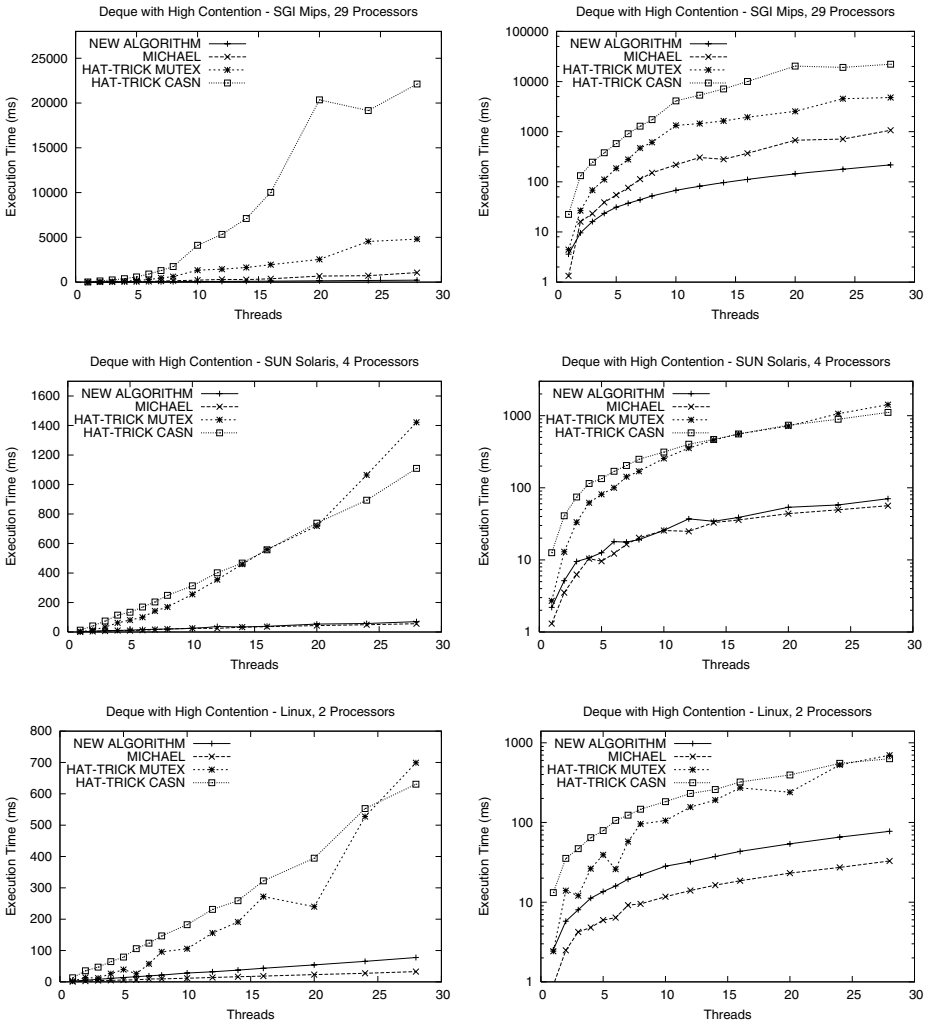 Deque with High Contention - SGI Mips, 29 Processors
NEW ALGORITHM
MICHAEL
HAT-TRICK MUTEX
HAT-TRICK CASN
25000
20000
15000
10000
5000
0
0 5 10 15 20 25 30
Execution Time (ms)
Threads
Deque with High Contention - SGI Mips, 29 Processors
NEW ALGORITHM
MICHAEL
HAT-TRICK MUTEX
HAT-TRICK CASN
100000
10000
1000
100
10
1
0 5 10 15 20 25 30
Execution Time (ms)
Threads
Deque with High Contention - SUN Solaris, 4 Processors
NEW ALGORITHM
MICHAEL
HAT-TRICK MUTEX
HAT-TRICK CASN
1600
1400
1200
1000
800
600
400
200
0
0 5 10 15 20 25 30
Execution Time (ms)
Threads
Deque with High Contention - SUN Solaris, 4 Processors
NEW ALGORITHM
MICHAEL
HAT-TRICK MUTEX
HAT-TRICK CASN
1000
100
10
1
0 5 10 15 20 25 30
Execution Time (ms)
Threads
Deque with High Contention - Linux, 2 Processors
NEW ALGORITHM
MICHAEL
HAT-TRICK MUTEX
HAT-TRICK CASN
800
700
600
500
400
300
200
100
0
0 5 10 15 20 25 30
Execution Time (ms)
Threads
Deque with High Contention - Linux, 2 Processors
NEW ALGORITHM
MICHAEL
HAT-TRICK MUTEX
HAT-TRICK CASN
1000
100
10
1
0 5 10 15 20 25 30
Execution Time (ms)
Threads